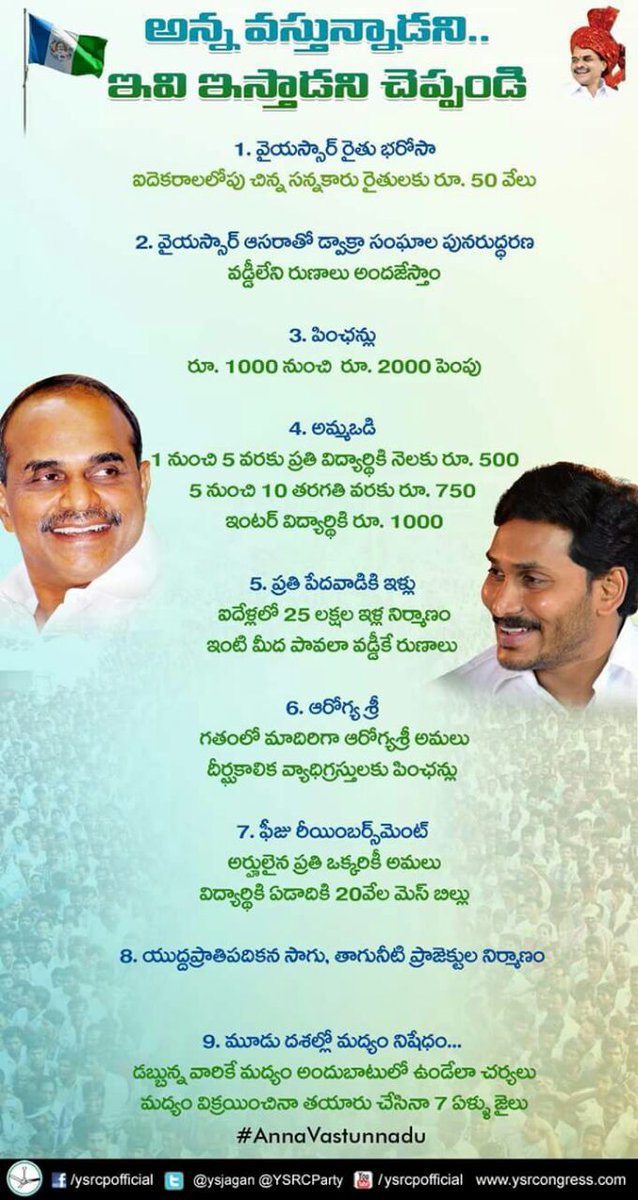 అన్న వస్తున్నాడని..
ఇవి ఇస్తాడని చెప్పండి
1. వైయస్సార్ రైతు భరోసా
ఐదెకరాలలోపు చిన్న సన్నకారు రైతులకు రూ. 50 వేలు
2. వైయస్సార్ ఆసరాతో డ్వాక్రా సంఘాల పునరుద్ధరణ
వడ్డీలేని రుణాలు అందజేస్తాం
3. పింఛన్లు
రూ. 1000 నుంచి రూ. 2000 పెంపు
4. అమ్మఒడి
1 నుంచి 5 వరకు ప్రతి విద్యార్థికి నెలకు రూ. 500
5 నుంచి 10 తరగతి వరకు రూ. 750
ఇంటర్ విద్యార్థికి రూ. 1000
5. ప్రతి పేదవాడికి ఇళ్లు
ఐదేళ్లలో 25 లక్షల ఇళ్ల నిర్మాణం
ఇంటి మీద పావలా వడ్డీకే రుణాలు
6. ఆరోగ్య శ్రీ
గతంలో మాదిరిగా ఆరోగ్యశ్రీ అమలు
దీర్ఘకాలిక వ్యాధిగ్రస్తులకు పింఛన్లు
7. ఫీజు రీయింబర్స్‌మెంట్
అర్హులైన ప్రతి ఒక్కరికీ అమలు
విద్యార్థికి ఏడాదికి 20వేల మెస్ బిల్లు
8. యుద్దప్రాతిపదికన సాగు, తాగునీటి ప్రాజెక్టుల నిర్మాణం
9. మూడు దశల్లో మద్యం నిషేధం...
డబ్బున్న వారికే మద్యం అందుబాటులో ఉండేలా చర్యలు
మద్యం విక్రయించినా తయారు చేసినా 7 ఏళ్ళు జైలు
#AnnaVastunnadu
/ysrcpofficial @ysjagan @YSRCParty /ysrcpofficial www.ysrcongress.com